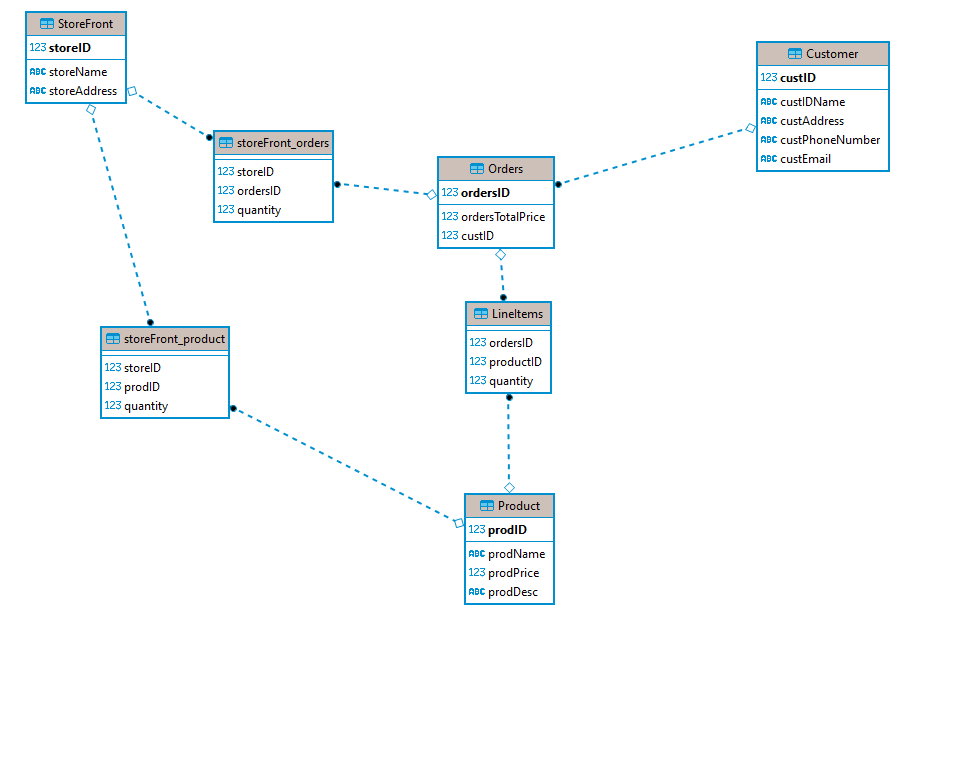 StoreFront
123 storeID
ABC storeName
ABC storeAddress
Customer
123 custID
ABC custIDName
ABC custAddress
ABC custPhoneNumber
ABC custEmail
storeFront_orders
123 storeID
123 ordersID
123 quantity
Orders
123 ordersID
123 ordersTotalPrice
123 custID
LineItems
123 ordersID
123 productID
123 quantity
storeFront_product
123 storeID
123 prodID
123 quantity
Product
123 prodID
ABC prodName
123 prodPrice
ABC prodDesc